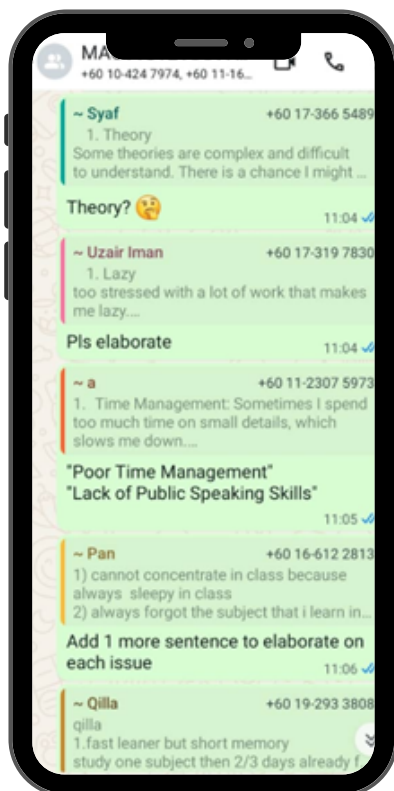 MA
+60 10-424 7974, +60 11-16...
~ Syaf +60 17-366 5489
1. Theory
Some theories are complex and difficult
to understand. There is a chance I might ...
Theory? 🤔
11:04
~ Uzair Iman +60 17-319 7830
1. Lazy
too stressed with a lot of work that makes
me lazy....
Pls elaborate
11:04
~ a +60 11-2307 5973
1. Time Management: Sometimes I spend
too much time on small details, which
slows me down....
"Poor Time Management"
"Lack of Public Speaking Skills"
11:05
~ Pan +60 16-612 2813
1) cannot concentrate in class because
always sleepy in class
2) always forgot the subject that i learn in...
Add 1 more sentence to elaborate on
each issue
11:06
~ Qilla +60 19-293 3808
qilla
1.fast leaner but short memory
study one subject then 2/3 days already f